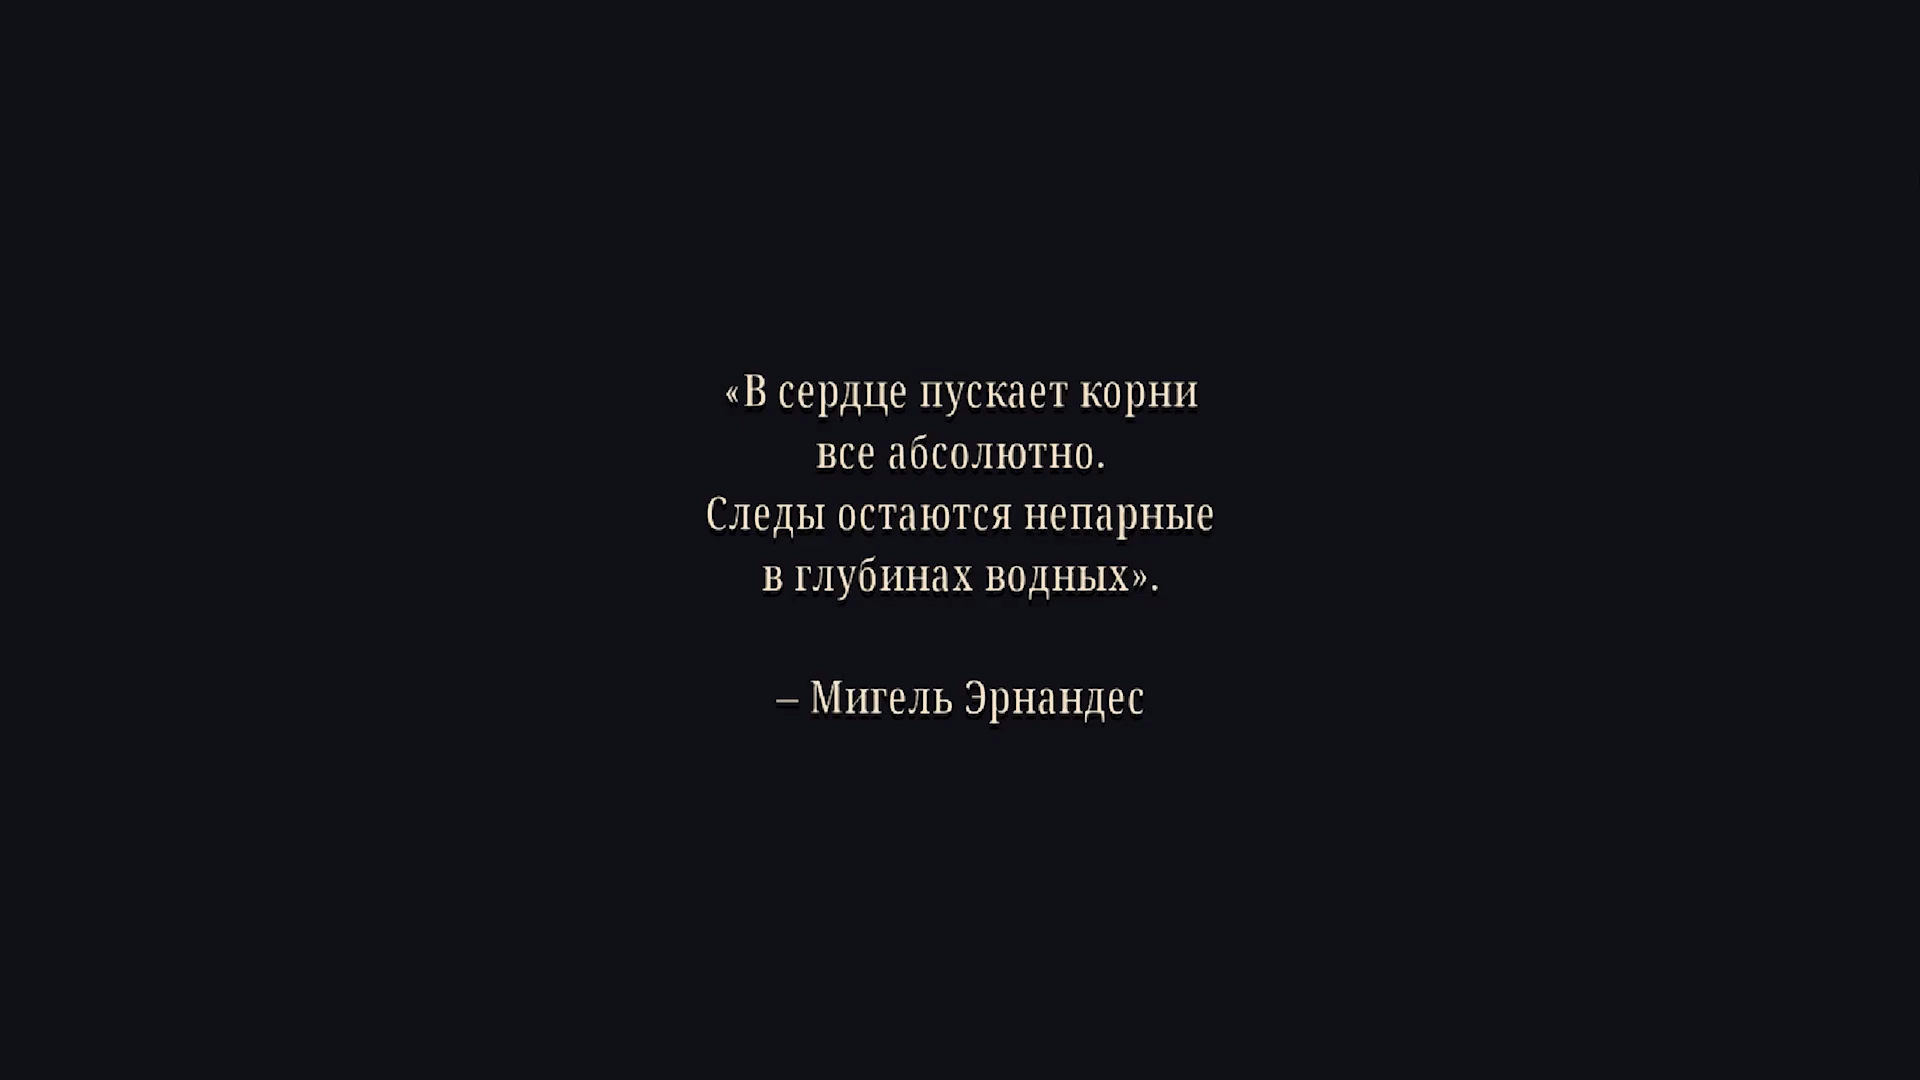 «В сердце пускает корни
все абсолютно.
Следы остаются непарные
в глубинах водных».
– Мигель Эрнандес